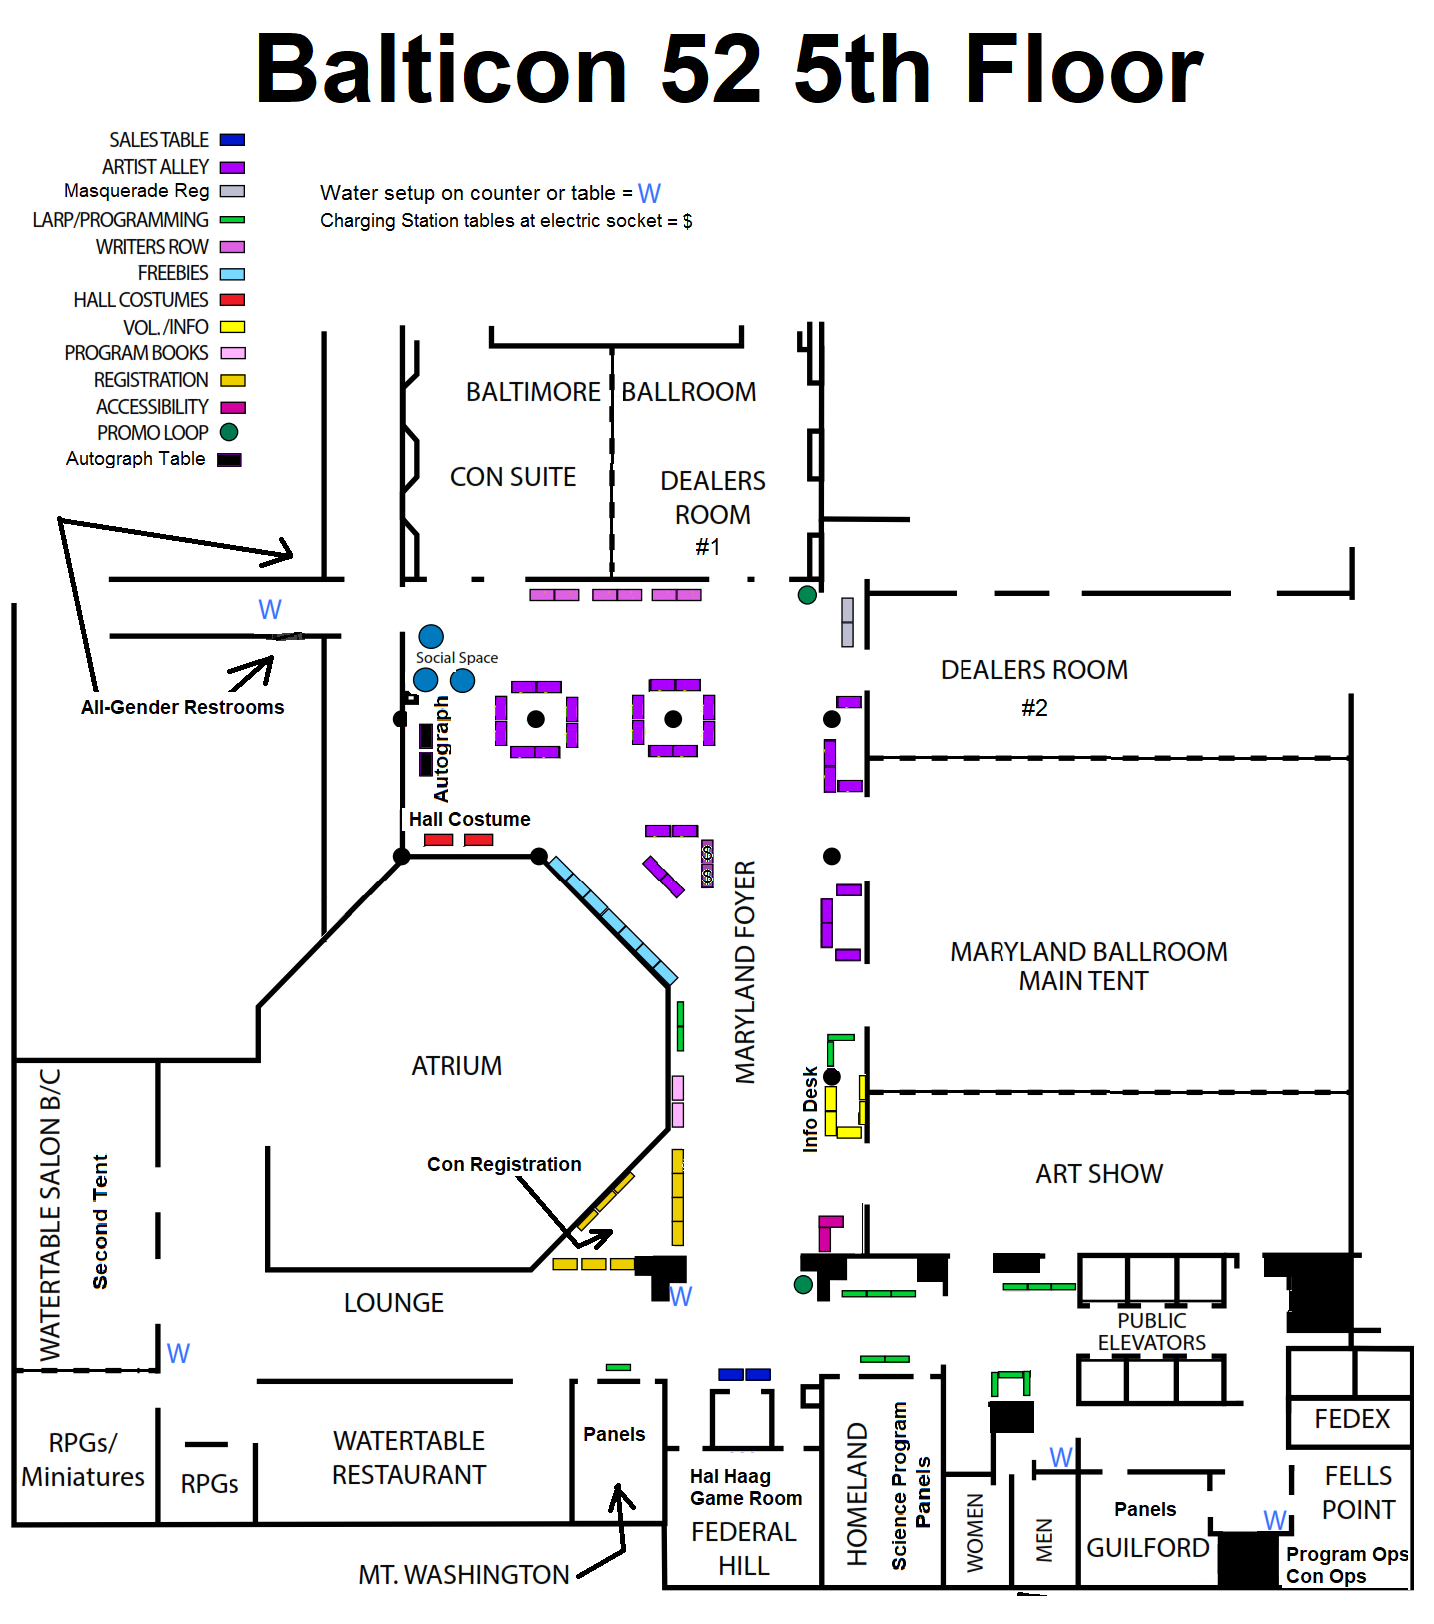 Balticon 52 5th Floor
SALES TABLE
ARTIST ALLEY
Masquerade Reg
LARP/PROGRAMMING
WRITERS ROW
FREEBIES
HALL COSTUMES
VOL. /INFO
PROGRAM BOOKS
REGISTRATION
ACCESSIBILITY
PROMO LOOP
Autograph Table
Water setup on counter or table = W
Charging Station tables at electric socket = $
BALTIMORE BALLROOM
CON SUITE
DEALERS
ROOM
#1
W
All-Gender Restrooms
Social Space
Autograph
Hall Costume
$
$
DEALERS ROOM
#2
MARYLAND FOYER
MARYLAND BALLROOM
MAIN TENT
ATRIUM
Info Desk
Con Registration
ART SHOW
WATERTABLE SALON B/C
Second Tent
LOUNGE
W
W
PUBLIC
ELEVATORS
RPGs/
Miniatures
RPGs
WATERTABLE
RESTAURANT
Panels
MT. WASHINGTON
Hal Haag
Game Room
FEDERAL
HILL
HOMELAND
Science Program
Panels
WOMEN
MEN
W
Panels
GUILFORD
W
FEDEX
FELLS
POINT
Program Ops
Con Ops